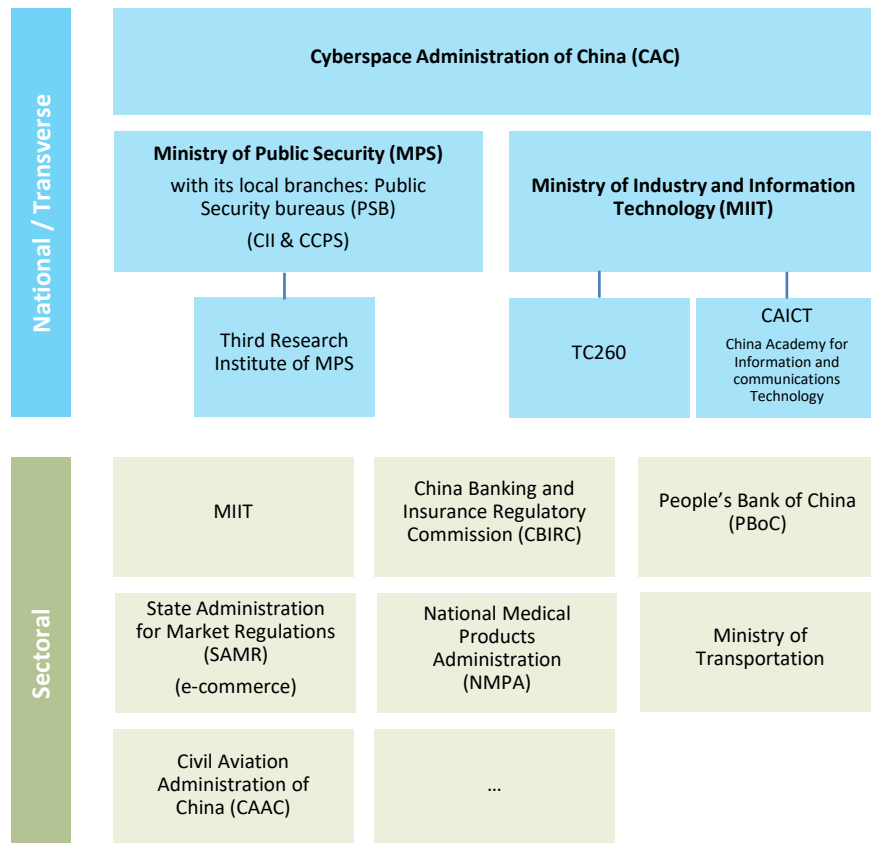 National / Transverse
Cyberspace Administration of China (CAC)
Ministry of Public Security (MPS)
with its local branches: Public
Security bureaus (PSB)
(CII & CCPS)
Ministry of Industry and Information
Technology (MIIT)
Third Research
Institute of MPS
TC260
CAICT
China Academy for
Information and
communications
Technology
Sectoral
MIIT
China Banking and
Insurance Regulatory
Commission (CBIRC)
People’s Bank of China
(PBoC)
State Administration
for Market Regulations
(SAMR)
(e-commerce)
National Medical
Products
Administration
(NMPA)
Ministry of
Transportation
Civil Aviation
Administration of
China (CAAC)
…